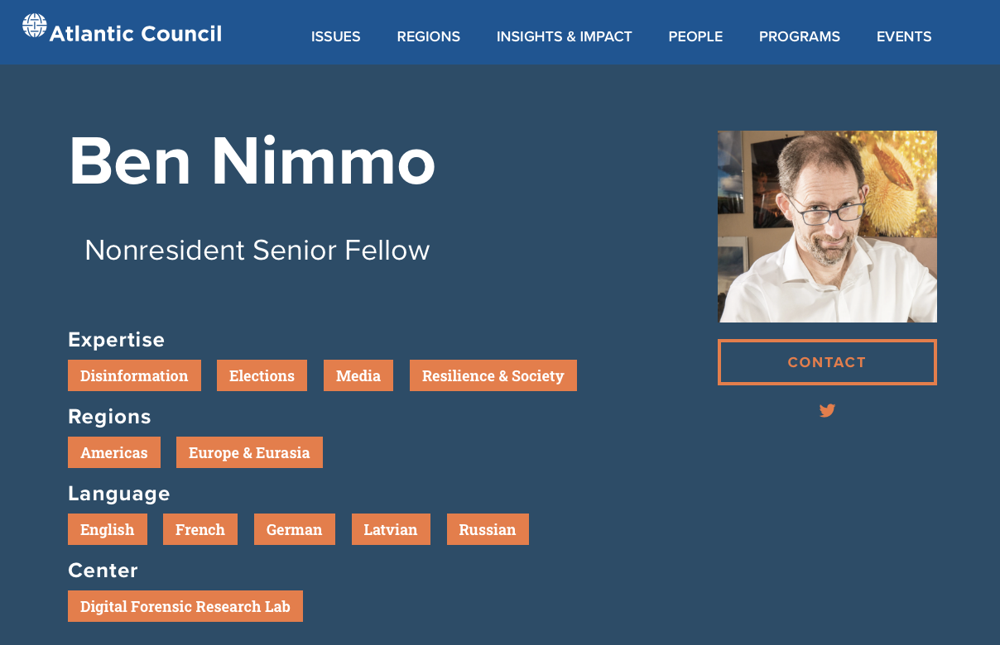 Atlantic Council
ISSUES REGIONS INSIGHTS & IMPACT PEOPLE PROGRAMS EVENTS
Ben Nimmo
Nonresident Senior Fellow
CONTACT
Expertise
Disinformation Elections Media Resilience & Society
Regions
Americas Europe & Eurasia
Language
English French German Latvian Russian
Center
Digital Forensic Research Lab